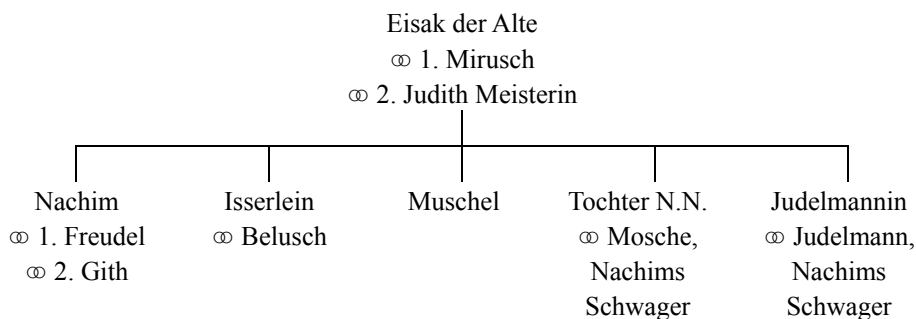 Eisak der Alte
⚭ 1. Mirusch
⚭ 2. Judith Meisterin
Nachim
⚭ 1. Freudel
⚭ 2. Gith
Isserlein
⚭ Belusch
Muschel
Tochter N.N.
⚭ Mosche,
Nachims
Schwager
Judelmannin
⚭ Judelmann,
Nachims
Schwager